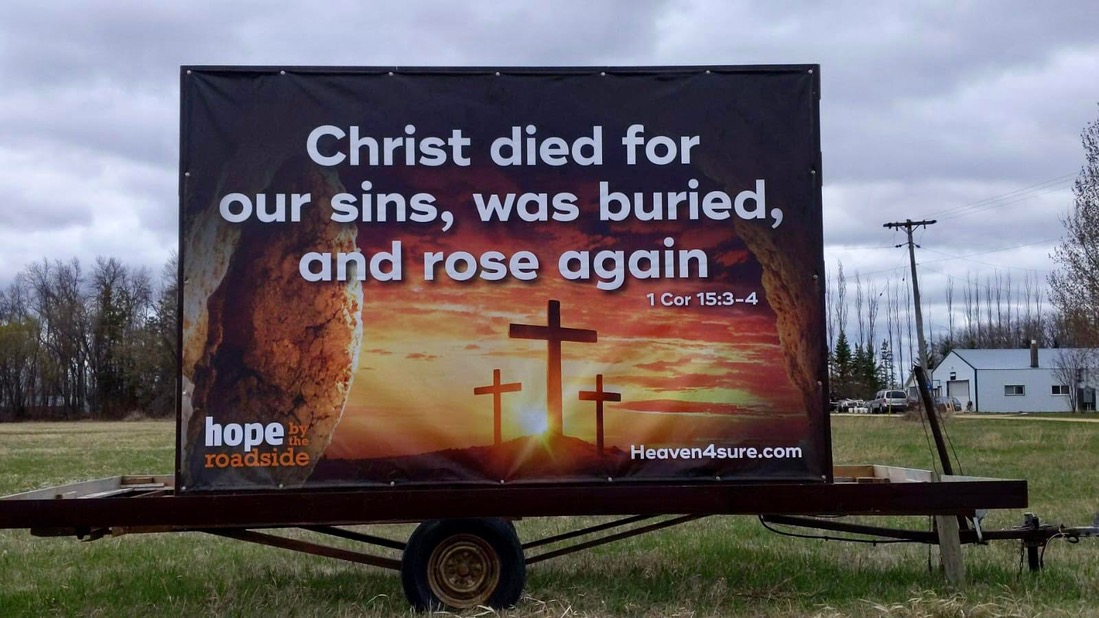 Christ died for
our sins, was buried,
and rose again
1 Cor 15:3-4
hope by the
roadside
Heaven4sure.com